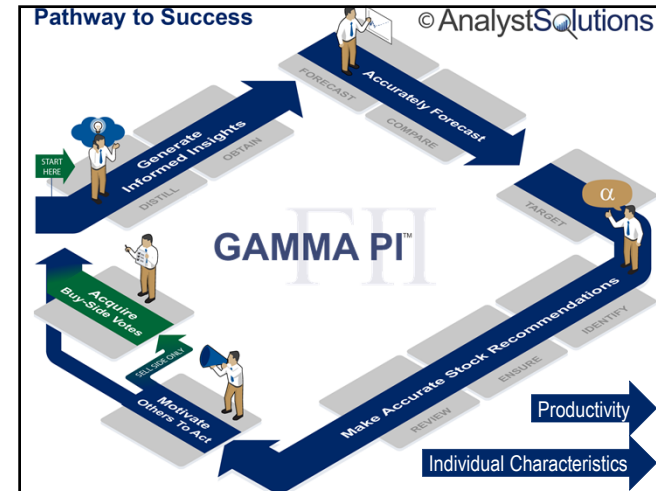 Pathway to Success
© AnalystSolutions
FORECAST
Accurately Forecast
COMPARE
START
HERE
Generate
Informed Insights
DISTILL
OBTAIN
TARGET
α
GAMMA PI™
ΓΠ
Acquire
Buy-Side Votes
SELL SIDE ONLY
Motivate
Others To Act
Make Accurate Stock Recommendations
IDENTIFY
ENSURE
REVIEW
Productivity
Individual Characteristics